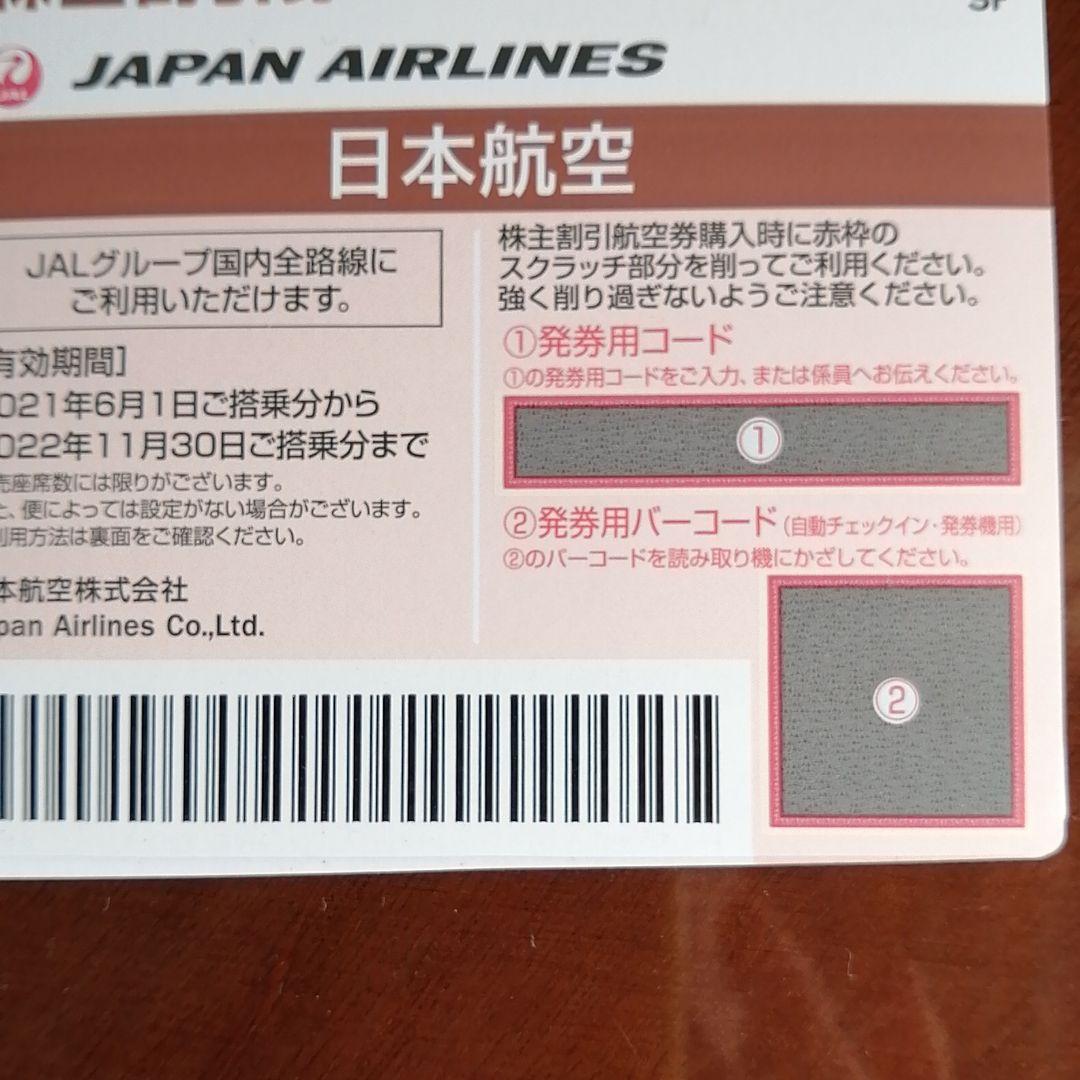 JAL
JAPAN AIRLINES
日本航空
JALグループ国内全路線に
ご利用いただけます。
有効期間]
021年6月1日ご搭乗分から
022年11月30日ご搭乗分まで
売座席数には限りがございます。
た、便によっては設定がない場合がございます。
利用方法は裏面をご確認ください。
本航空株式会社
pan Airlines Co.,Ltd.
株主割引航空券購入時に赤枠の
スクラッチ部分を削ってご利用ください。
強く削り過ぎないようご注意ください。
①発券用コード
①の発券用コードをご入力、または係員へお伝えください。
①
②発券用バーコード(自動チェックイン・発券機用)
②のバーコードを読み取り機にかざしてください。
②